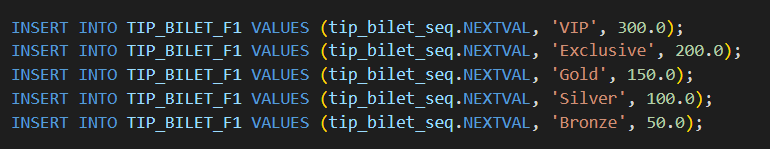 INSERT INTO TIP_BILET_F1 VALUES (tip_bilet_seq.NEXTVAL, 'VIP', 300.0);
INSERT INTO TIP_BILET_F1 VALUES (tip_bilet_seq.NEXTVAL, 'Exclusive', 200.0);
INSERT INTO TIP_BILET_F1 VALUES (tip_bilet_seq.NEXTVAL, 'Gold', 150.0);
INSERT INTO TIP_BILET_F1 VALUES (tip_bilet_seq.NEXTVAL, 'Silver', 100.0);
INSERT INTO TIP_BILET_F1 VALUES (tip_bilet_seq.NEXTVAL, 'Bronze', 50.0);